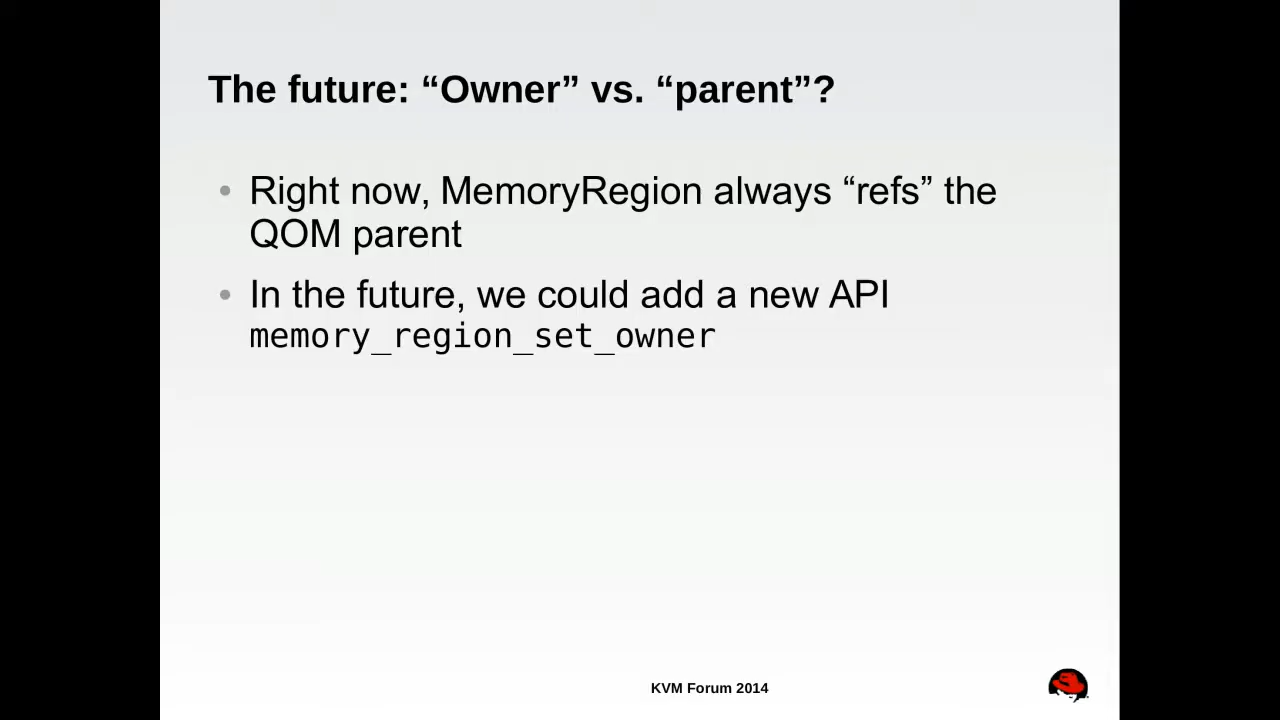 The future: “Owner” vs. “parent”?
• Right now, MemoryRegion always “refs” the
QOM parent
• In the future, we could add a new API
memory_region_set_owner
KVM Forum 2014